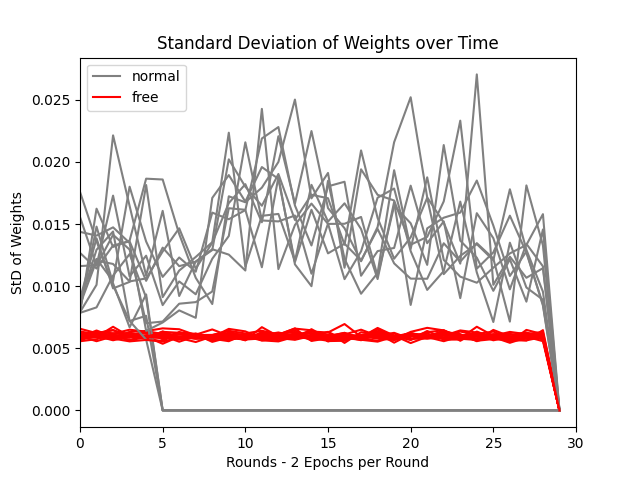 Standard Deviation of Weights over Time
normal
free
StD of Weights
0.025
0.020
0.015
0.010
0.005
0.000
0 5 10 15 20 25 30
Rounds - 2 Epochs per Round